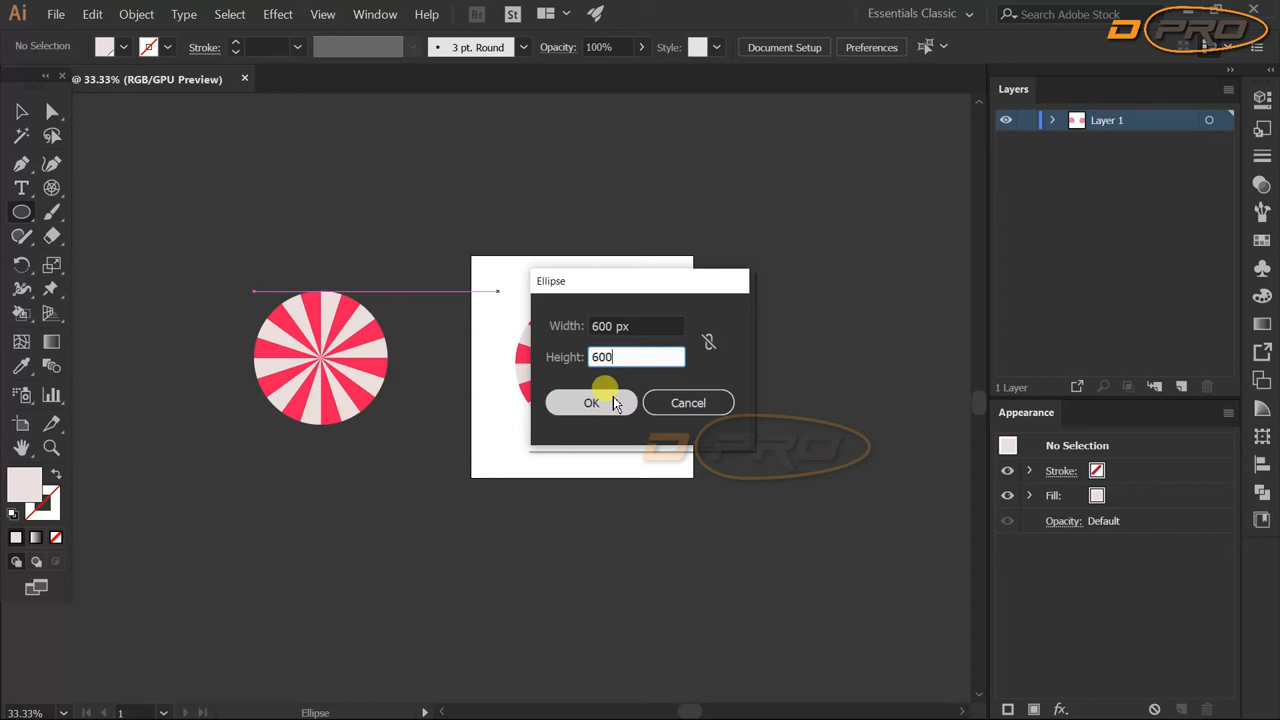 Ai File Edit Object Type Select Effect View Window Help Br St Essentials Classic Search Adobe Stock
D PRO
No Selection Stroke: 3 pt. Round Opacity: 100% Style: Document Setup Preferences
@ 33.33% (RGB/GPU Preview)
Layers
Layer 1
Ellipse
Width: 600 px
Height: 600
OK Cancel
D PRO
1 Layer
Appearance
No Selection
Stroke:
Fill:
Opacity: Default
33.33% 1 Ellipse
fx